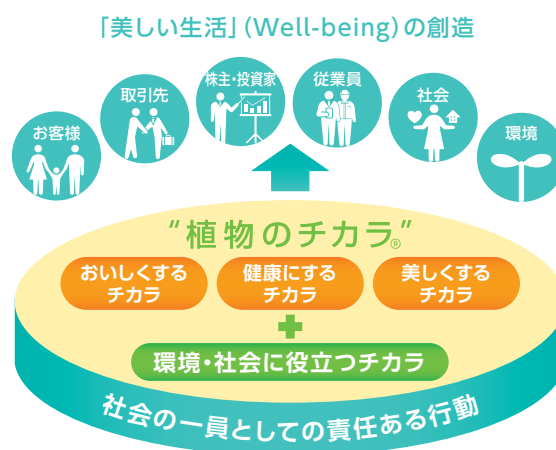 「美しい生活」(Well-being)の創造
お客様
取引先
株主・投資家
従業員
社会
環境
“植物のチカラ®”
おいしくする
チカラ
健康にする
チカラ
美しくする
チカラ
+
環境・社会に役立つチカラ
社会の一員としての責任ある行動